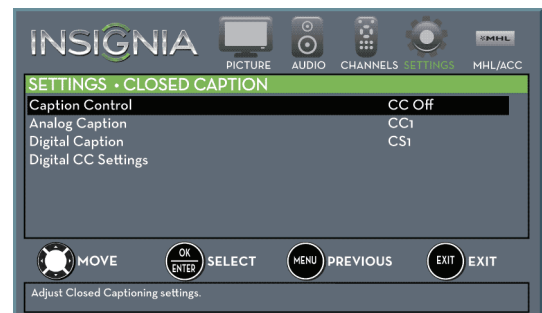 INSIGNIA
PICTURE AUDIO CHANNELS SETTINGS MHL MHL/ACC
SETTINGS • CLOSED CAPTION
Caption Control CC Off
Analog Caption CC1
Digital Caption CS1
Digital CC Settings
MOVE OK ENTER SELECT MENU PREVIOUS EXIT EXIT
Adjust Closed Captioning settings.